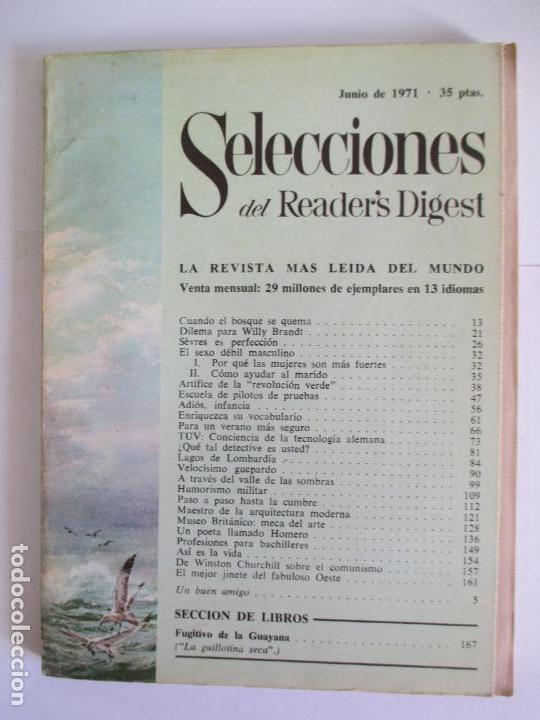 Junio de 1971 · 35 ptas.
Selecciones
del Reader's Digest
LA REVISTA MAS LEIDA DEL MUNDO
Venta mensual: 29 millones de ejemplares en 13 idiomas
Cuando el bosque se quema 13
Dilema para Willy Brandt 21
Sèvres es perfección 26
El sexo débil masculino 32
I. Por qué las mujeres son más fuertes 32
II. Cómo ayudar al marido 35
Artífice de la "revolución verde" 38
Escuela de pilotos de pruebas 47
Adiós, infancia 56
Enriquezca su vocabulario 61
Para un verano más seguro 66
TÜV: Conciencia de la tecnología alemana 73
¿Qué tal detective es usted? 81
Lagos de Lombardía 84
Velocísimo guepardo 90
A través del valle de las sombras 99
Humorismo militar 109
Paso a paso hasta la cumbre 112
Maestro de la arquitectura moderna 121
Museo Británico: meca del arte 128
Un poeta llamado Homero 136
Profesiones para bachilleres 149
Así es la vida 154
De Winston Churchill sobre el comunismo 157
El mejor jinete del fabuloso Oeste 161
Un buen amigo 5
SECCION DE LIBROS
Fugitivo de la Guayana 167
("La guillotina seca".)
todocoleccion